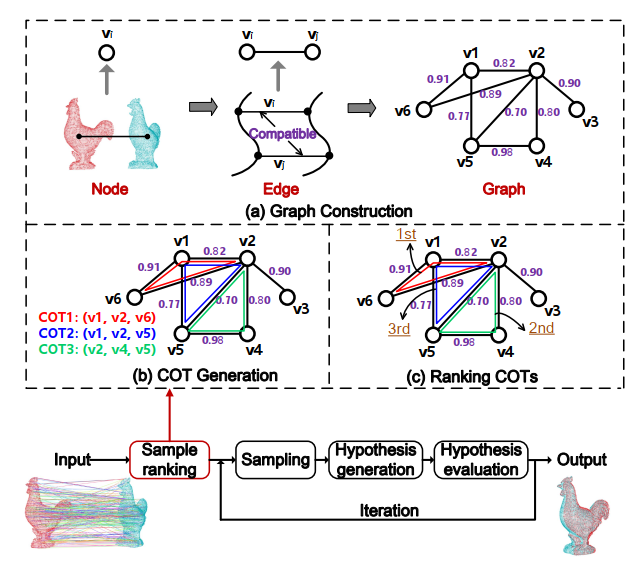 vi
vi vj
vi
Compatible
vj
v1 0.82 v2
0.91 0.90
0.89
v6 0.77 0.70 0.80 v3
v5 0.98 v4
Node Edge Graph
(a) Graph Construction
v1 0.82 v2
0.91 0.90
0.89
v6 0.77 0.70 0.80 v3
COT1: (v1, v2, v6)
COT2: (v1, v2, v5)
COT3: (v2, v4, v5)
v5 0.98 v4
(b) COT Generation
1st
v1 0.82 v2
0.91 0.90
0.89
v6 0.77 0.70 0.80 v3
3rd 2nd
v5 0.98 v4
(c) Ranking COTs
Input
Sample
ranking
Sampling
Hypothesis
generation
Hypothesis
evaluation
Output
Iteration